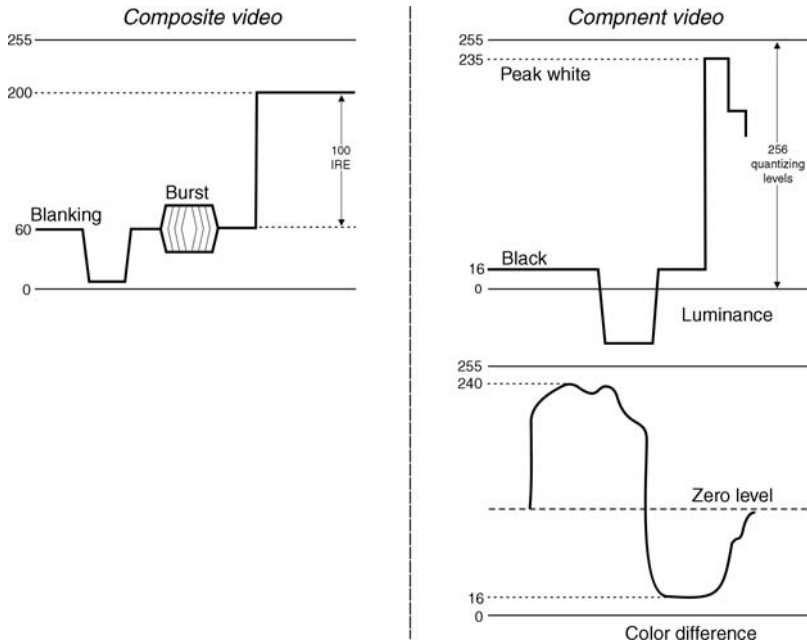 Composite video
255
200
100
IRE
Burst
Blanking
60
0
Compnent video
255
235
Peak white
256
quantizing
levels
Black
16
0
Luminance
255
240
Zero level
16
0
Color difference